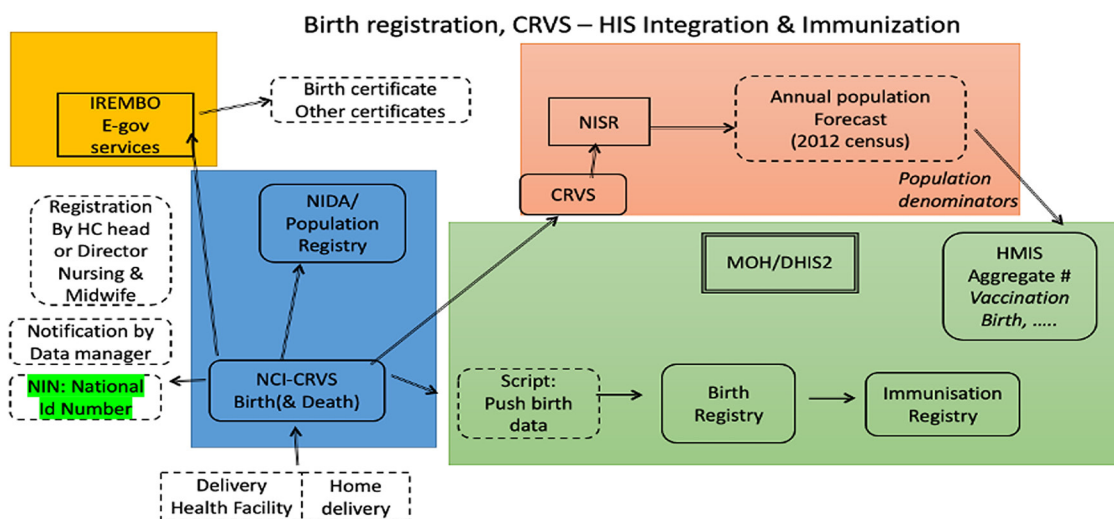 Birth registration, CRVS – HIS Integration & Immunization
IREMBO
E-gov
services
Birth certificate
Other certificates
NISR
Annual population
Forecast
(2012 census)
CRVS
Population
denominators
Registration
By HC head
or Director
Nursing &
Midwife
NIDA/
Population
Registry
MOH/DHIS2
HMIS
Aggregate #
Vaccination
Birth, .....
Notification by
Data manager
NIN: National
Id Number
NCI-CRVS
Birth(& Death)
Script:
Push birth
data
Birth
Registry
Immunisation
Registry
Delivery
Health Facility
Home
delivery